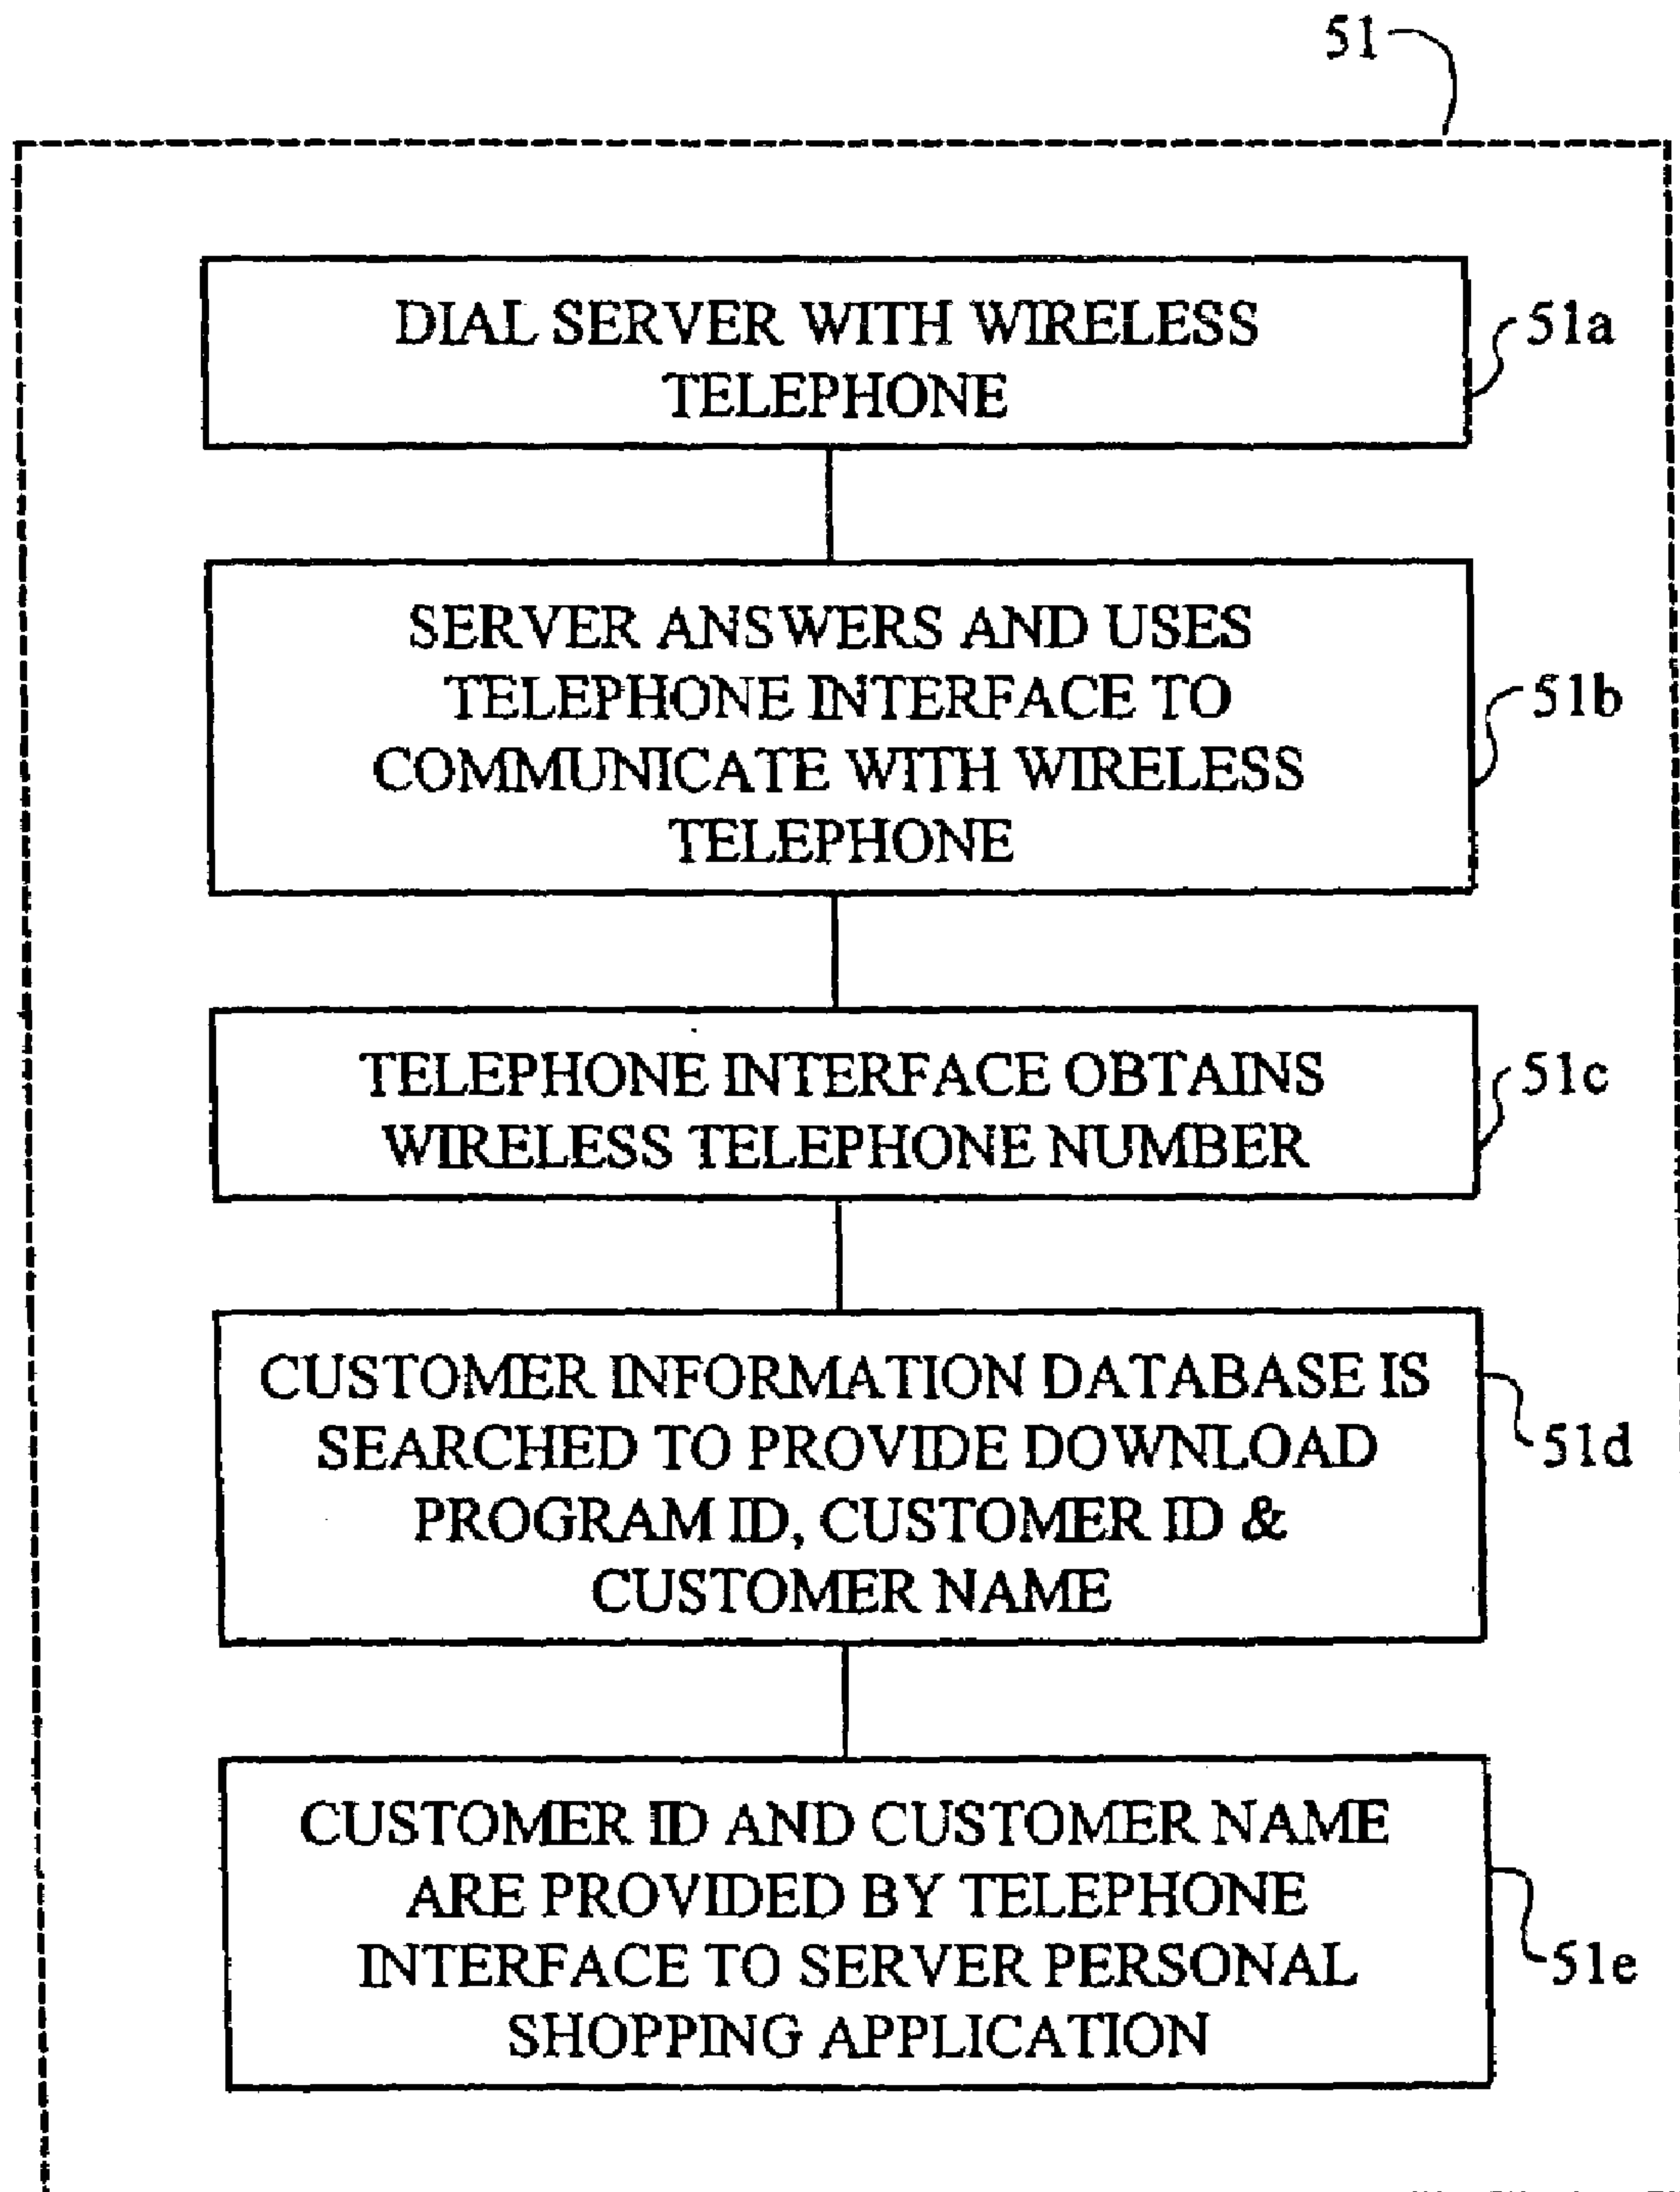 51
DIAL SERVER WITH WIRELESS
TELEPHONE
51a
SERVER ANSWERS AND USES
TELEPHONE INTERFACE TO
COMMUNICATE WITH WIRELESS
TELEPHONE
51b
TELEPHONE INTERFACE OBTAINS
WIRELESS TELEPHONE NUMBER
51c
CUSTOMER INFORMATION DATABASE IS
SEARCHED TO PROVIDE DOWNLOAD
PROGRAM ID, CUSTOMER ID &
CUSTOMER NAME
51d
CUSTOMER ID AND CUSTOMER NAME
ARE PROVIDED BY TELEPHONE
INTERFACE TO SERVER PERSONAL
SHOPPING APPLICATION
51e